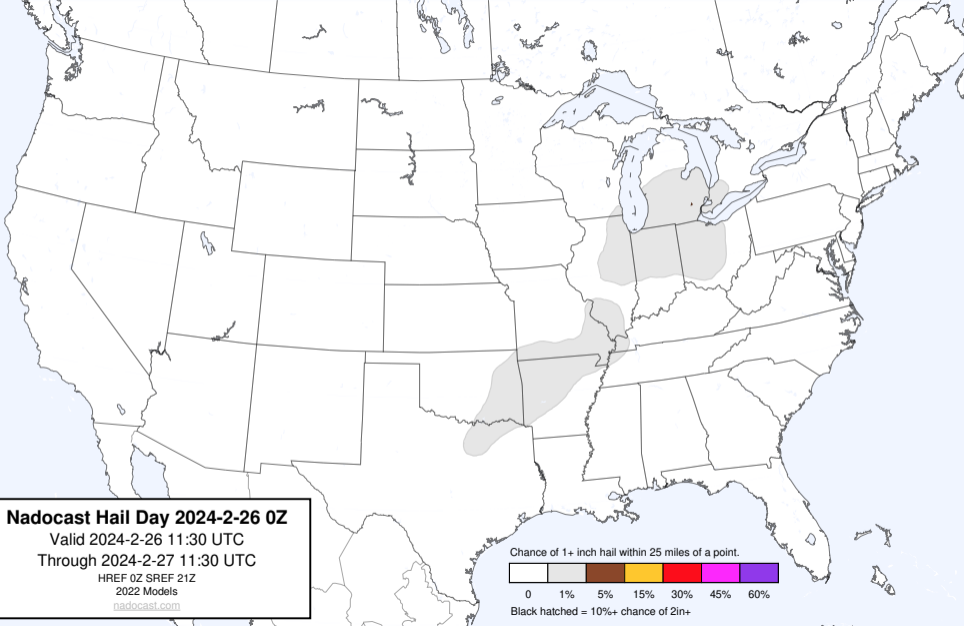 Nadocast Hail Day 2024-2-26 0Z
Valid 2024-2-26 11:30 UTC
Through 2024-2-27 11:30 UTC
HREF 0Z SREF 21Z
2022 Models
nadocast.com
Chance of 1+ inch hail within 25 miles of a point.
0 1% 5% 15% 30% 45% 60%
Black hatched = 10%+ chance of 2in+